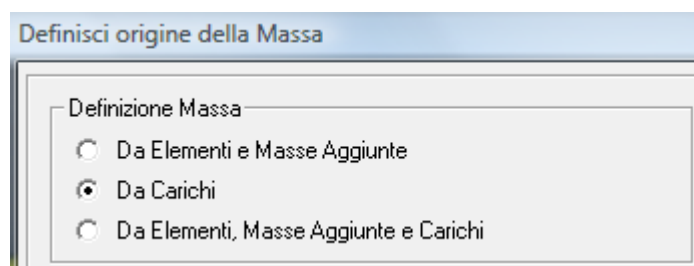 Definisci origine della Massa
Definizione Massa
Da Elementi e Masse Aggiunte
Da Carichi
Da Elementi, Masse Aggiunte e Carichi